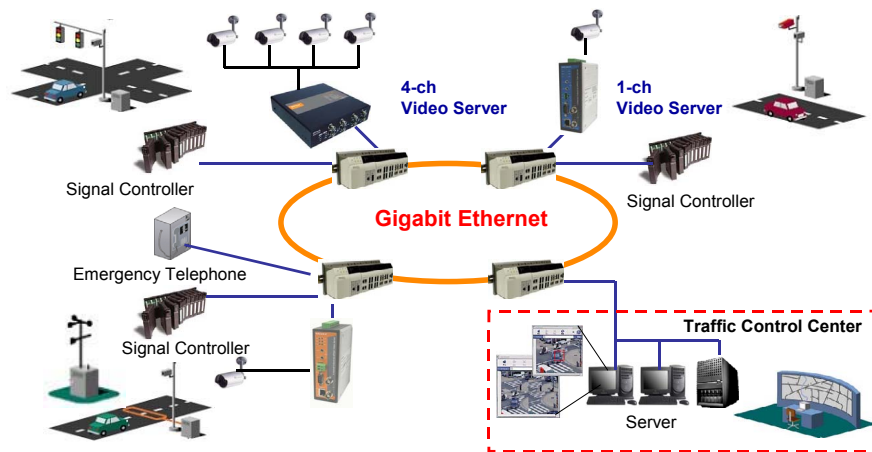 4-ch
Video Server
1-ch
Video Server
Signal Controller
Signal Controller
Gigabit Ethernet
Emergency Telephone
Signal Controller
Traffic Control Center
Server